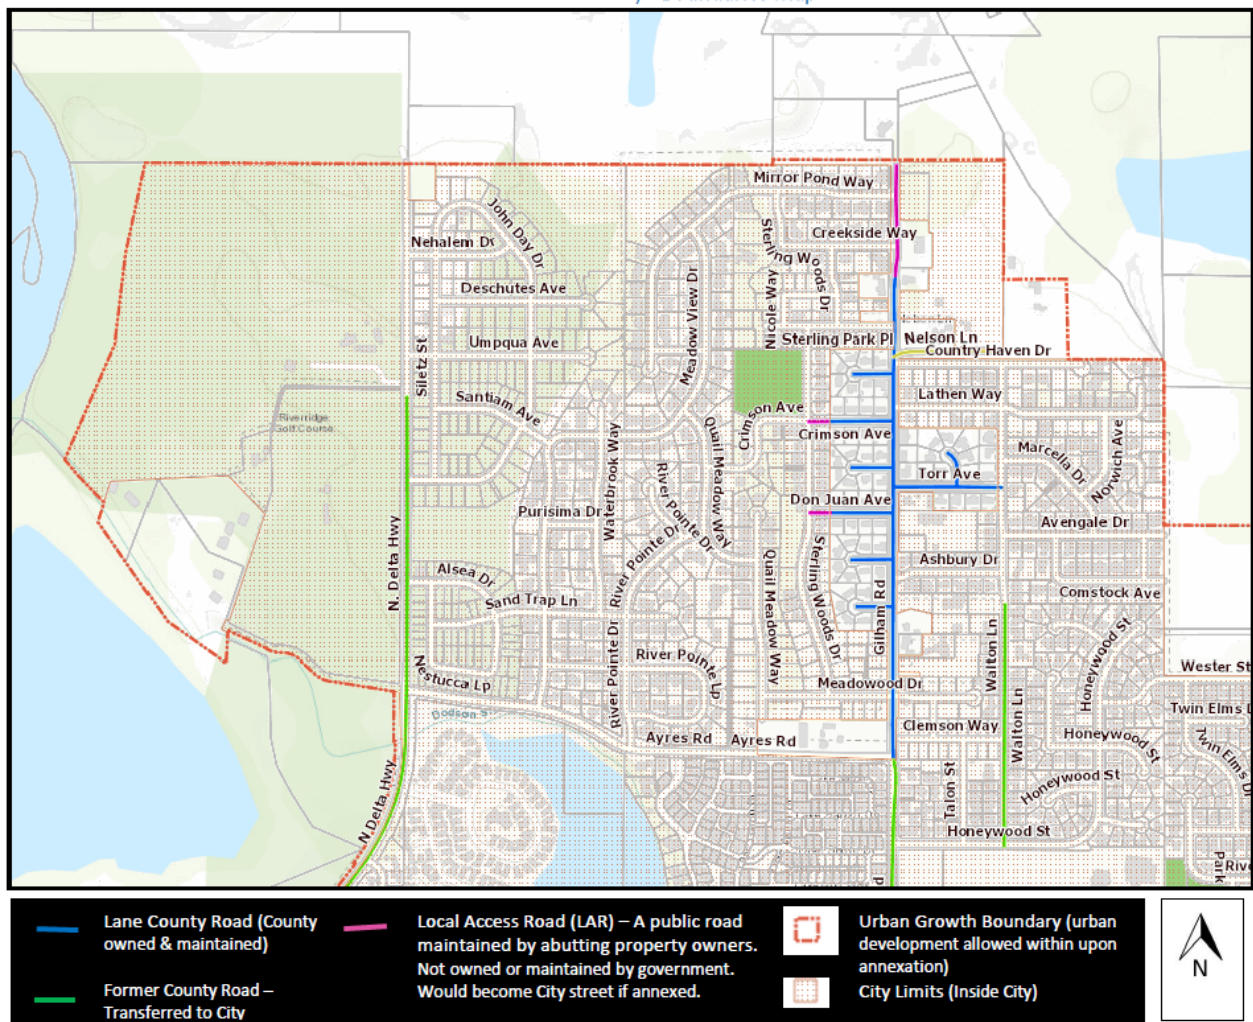 Mirror Pond Way
John Day Dr
Creekside Way
Nehalem Dr
Sterling Woods Dr
Deschutes Ave
Meadow View Dr
Nicole Way
Umpqua Ave
Sterling Park Pl
Nelson Ln
Country Haven Dr
Siletz St
Santiam Ave
Lathen Way
Riverridge
Golf Course
Crimson Ave
Crimson Ave
Quail Meadow Way
Waterbrook Way
Marcella Dr
Norwich Ave
Torr Ave
River Pointe Dr
Don Juan Ave
Purisima Dr
Avengale Dr
N. Delta Hwy
River Pointe Dr
Sterling Woods Dr
Quail Meadow Way
Ashbury Dr
Alsea Dr
Gilham Rd
Comstock Ave
Sand Trap Ln
Honeywood St
Walton Ln
River Pointe Dr
River Pointe Lp
Wester St
Nestucca Lp
Meadowood Dr
Walton Ln
Twin Elms L
Dodson S
Clemson Way
Honeywood St
Ayres Rd
Ayres Rd
Twin Elms Dr
N Delta Hwy
Talon St
Honeywood St
Honeywood St
Park
Rive
d
Lane County Road (County
owned & maintained)
Former County Road –
Transferred to City
Local Access Road (LAR) – A public road
maintained by abutting property owners.
Not owned or maintained by government.
Would become City street if annexed.
Urban Growth Boundary (urban
development allowed within upon
annexation)
City Limits (Inside City)
N